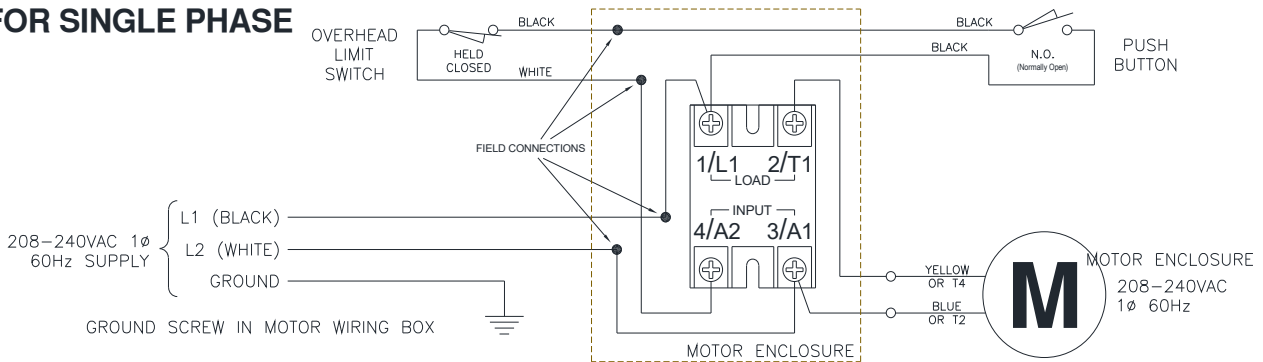 FOR SINGLE PHASE
OVERHEAD
LIMIT
SWITCH
HELD
CLOSED
BLACK
WHITE
BLACK
BLACK
N.O.
(Normally Open)
PUSH
BUTTON
FIELD CONNECTIONS
1/L1 2/T1
LOAD
INPUT
4/A2 3/A1
208-240VAC 1ø
60Hz SUPPLY
L1 (BLACK)
L2 (WHITE)
GROUND
GROUND SCREW IN MOTOR WIRING BOX
MOTOR ENCLOSURE
YELLOW
OR T4
BLUE
OR T2
M
MOTOR ENCLOSURE
208-240VAC
1ø 60Hz